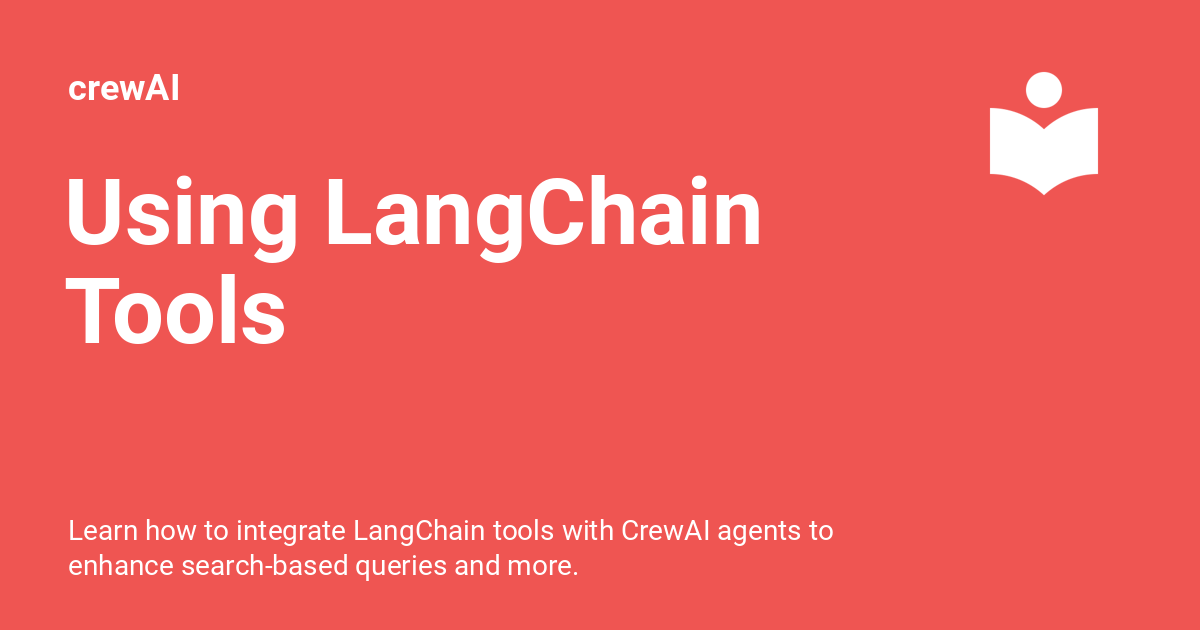 crewAI
Using LangChain
Tools
Learn how to integrate LangChain tools with CrewAI agents to
enhance search-based queries and more.